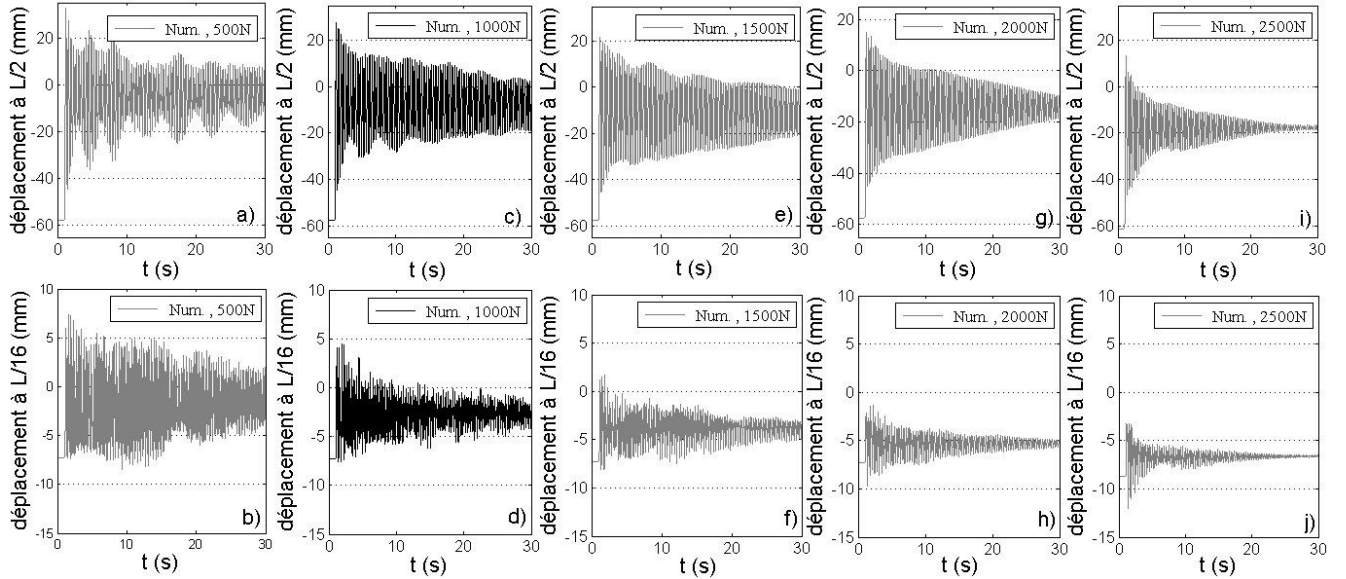 déplacement à L/2 (mm)
20
0
-20
-40
-60
Num. , 500N
a)
0 10 20 30
t (s)
déplacement à L/2 (mm)
20
0
-20
-40
-60
Num. , 1000N
c)
0 10 20 30
t (s)
déplacement à L/2 (mm)
20
0
-20
-40
-60
Num. , 1500N
e)
0 10 20 30
t (s)
déplacement à L/2 (mm)
20
0
-20
-40
-60
Num. , 2000N
g)
0 10 20 30
t (s)
déplacement à L/2 (mm)
20
0
-20
-40
-60
Num. , 2500N
i)
0 10 20 30
t (s)
déplacement à L/16 (mm)
10
5
0
-5
-10
-15
Num. , 500N
b)
0 10 20 30
t (s)
déplacement à L/16 (mm)
10
5
0
-5
-10
-15
Num. , 1000N
d)
0 10 20 30
t (s)
déplacement à L/16 (mm)
10
5
0
-5
-10
-15
Num. , 1500N
f)
0 10 20 30
t (s)
déplacement à L/16 (mm)
10
5
0
-5
-10
-15
Num. , 2000N
h)
0 10 20 30
t (s)
déplacement à L/16 (mm)
10
5
0
-5
-10
-15
Num. , 2500N
j)
0 10 20 30
t (s)